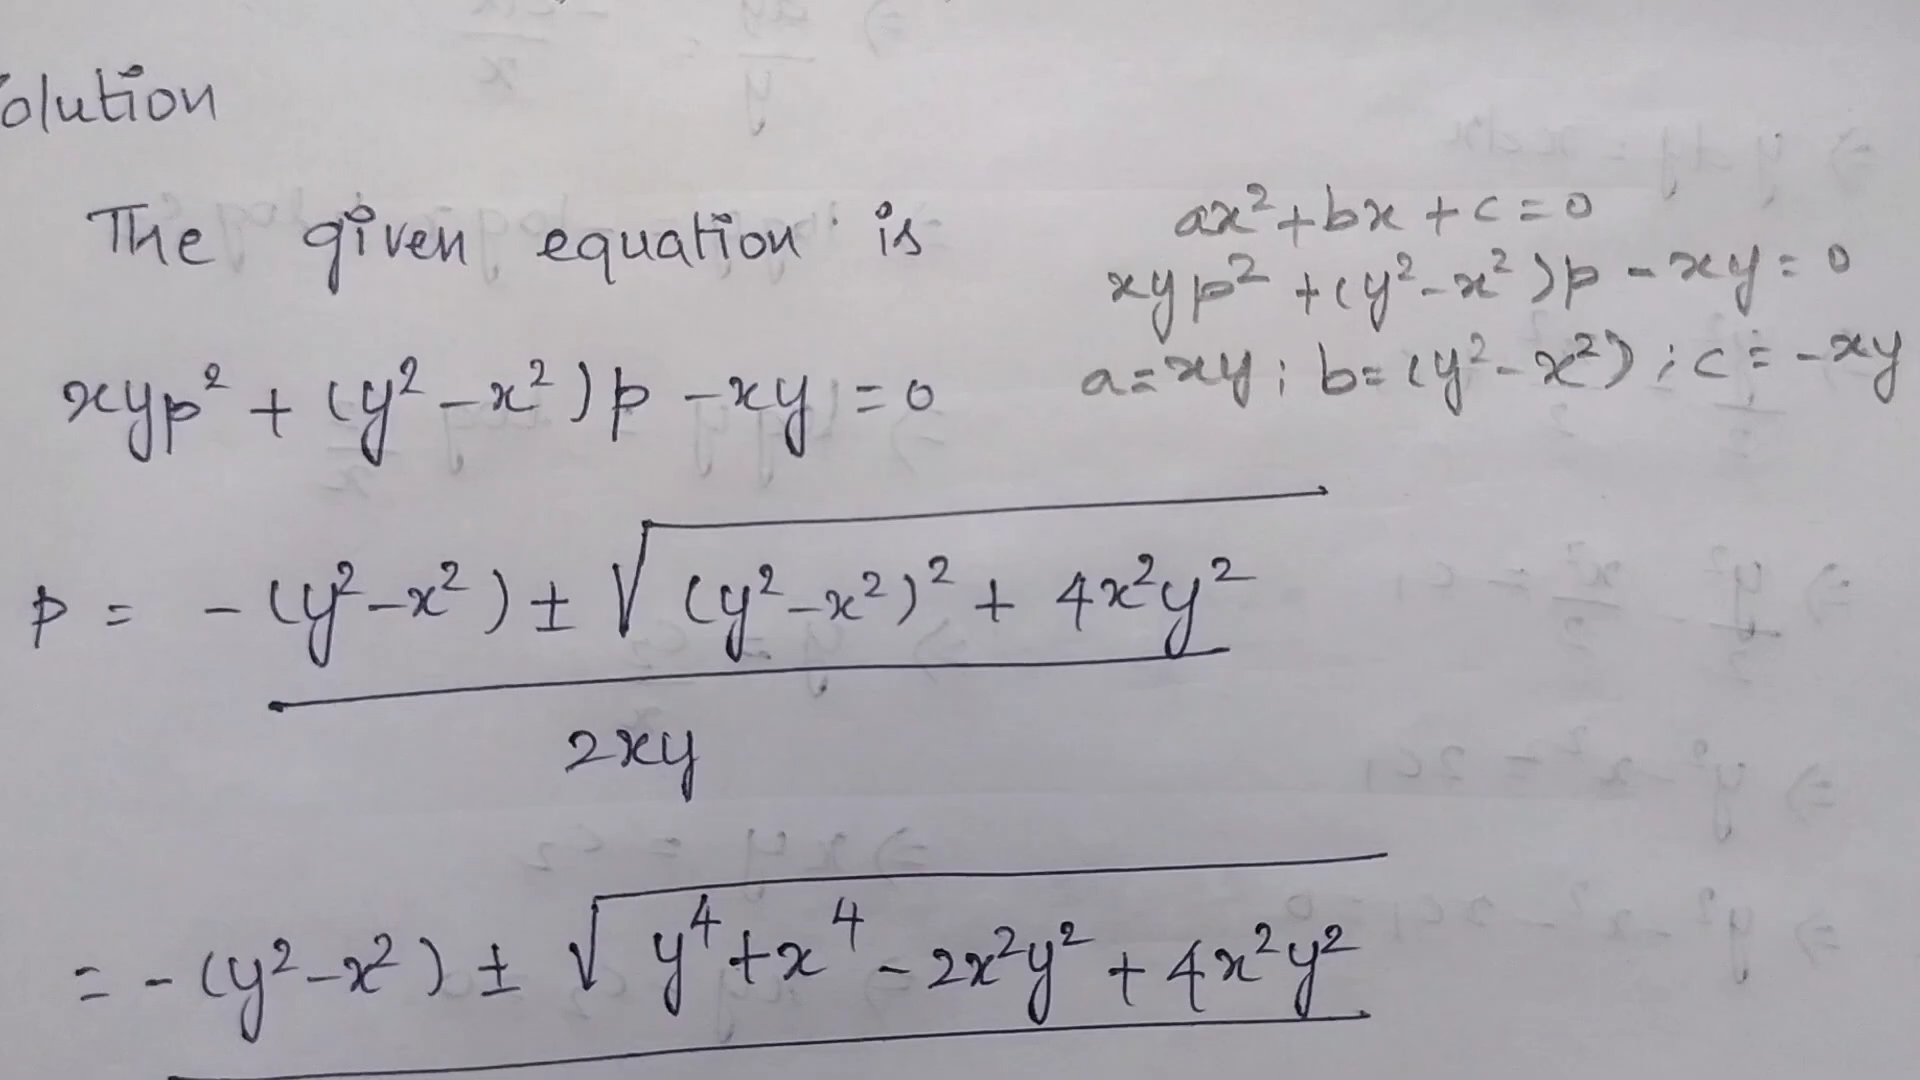 olution
The given equation is
xyp² + (y² - x²)p - xy = 0
ax² + bx + c = 0
xyp² + (y² - x²)p - xy = 0
a = xy ; b = (y² - x²) ; c = -xy
p = -(y² - x²) ± √(y² - x²)² + 4x²y²
2xy
= -(y² - x²) ± √y⁴ + x⁴ - 2x²y² + 4x²y²